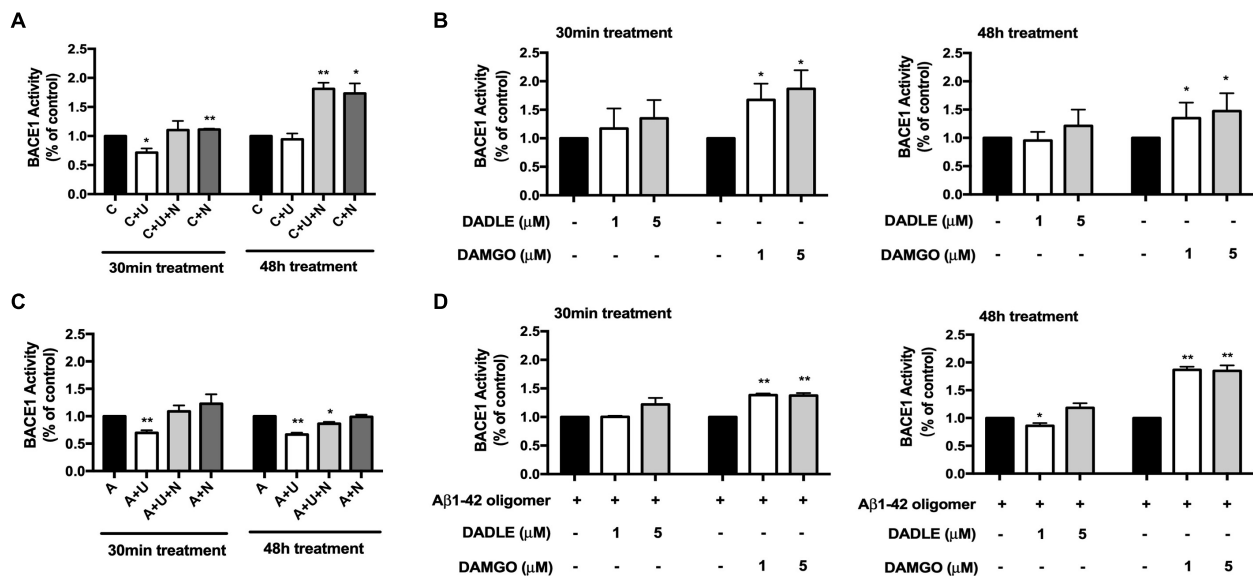 A
BACE1 Activity
(% of control)
2.5
2.0
1.5
1.0
0.5
0.0
*
**
**
*
C
C+U
C+U+N
C+N
C
C+U
C+U+N
C+N
30min treatment
48h treatment
B
30min treatment
BACE1 Activity
(% of control)
2.5
2.0
1.5
1.0
0.5
0.0
*
*
DADLE (μM) - 1 5 - - -
DAMGO (μM) - - - - 1 5
48h treatment
BACE1 Activity
(% of control)
2.5
2.0
1.5
1.0
0.5
0.0
*
*
DADLE (μM) - 1 5 - - -
DAMGO (μM) - - - - 1 5
C
BACE1 Activity
(% of control)
2.5
2.0
1.5
1.0
0.5
0.0
**
**
*
A
A+U
A+U+N
A+N
A
A+U
A+U+N
A+N
30min treatment
48h treatment
D
30min treatment
BACE1 Activity
(% of control)
2.5
2.0
1.5
1.0
0.5
0.0
**
**
Aβ1-42 oligomer + + + + + +
DADLE (μM) - 1 5 - - -
DAMGO (μM) - - - - 1 5
48h treatment
BACE1 Activity
(% of control)
2.5
2.0
1.5
1.0
0.5
0.0
*
**
**
Aβ1-42 oligomer + + + + + +
DADLE (μM) - 1 5 - - -
DAMGO (μM) - - - - 1 5